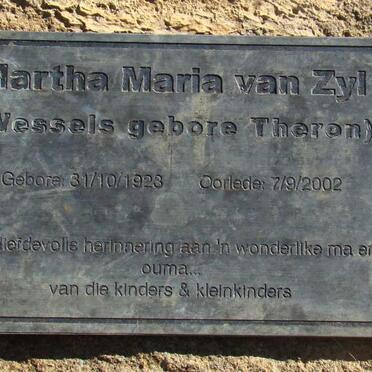 Martha Maria van Zyl
(Wessels gebore Theron)
Gebore: 31/10/1923 Oorlede: 7/9/2002
liefdevolle herinnering aan 'n wonderlike ma en
ouma...
van die kinders & kleinkinders